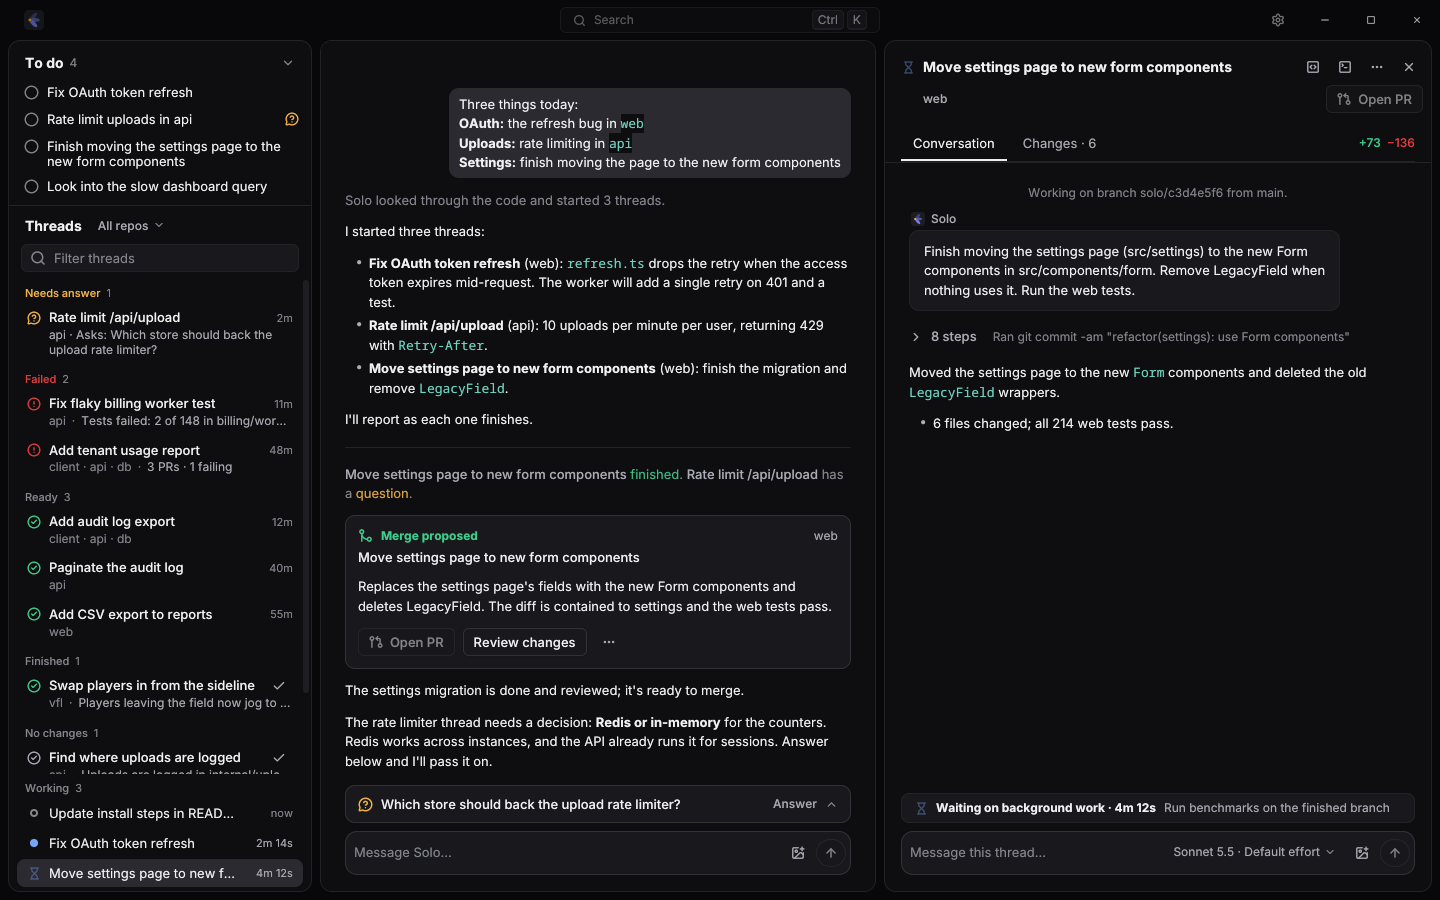 Search
Ctrl K
To do 4
Fix OAuth token refresh
Rate limit uploads in api
Finish moving the settings page to the
new form components
Look into the slow dashboard query
Threads All repos
Filter threads
Needs answer 1
Rate limit /api/upload 2m
api · Asks: Which store should back the
upload rate limiter?
Failed 2
Fix flaky billing worker test 11m
api · Tests failed: 2 of 148 in billing/wor...
Add tenant usage report 48m
client · api · db · 3 PRs · 1 failing
Ready 3
Add audit log export 12m
client · api · db
Paginate the audit log 40m
api
Add CSV export to reports 55m
web
Finished 1
Swap players in from the sideline
vfl · Players leaving the field now jog to ...
No changes 1
Find where uploads are logged
api · Uploads are logged in internal/uplo...
Working 3
Update install steps in READ... now
Fix OAuth token refresh 2m 14s
Move settings page to new f... 4m 12s
Three things today:
OAuth: the refresh bug in web
Uploads: rate limiting in api
Settings: finish moving the page to the new form components
Solo looked through the code and started 3 threads.
I started three threads:
• Fix OAuth token refresh (web): refresh.ts drops the retry when the access
token expires mid-request. The worker will add a single retry on 401 and a
test.
• Rate limit /api/upload (api): 10 uploads per minute per user, returning 429
with Retry-After.
• Move settings page to new form components (web): finish the migration and
remove LegacyField.
I'll report as each one finishes.
Move settings page to new form components finished. Rate limit /api/upload has
a question.
Merge proposed web
Move settings page to new form components
Replaces the settings page's fields with the new Form components and
deletes LegacyField. The diff is contained to settings and the web tests pass.
Open PR Review changes
The settings migration is done and reviewed; it's ready to merge.
The rate limiter thread needs a decision: Redis or in-memory for the counters.
Redis works across instances, and the API already runs it for sessions. Answer
below and I'll pass it on.
Which store should back the upload rate limiter? Answer
Message Solo...
Move settings page to new form components
web
Open PR
Conversation Changes · 6 +73 −136
Working on branch solo/c3d4e5f6 from main.
Solo
Finish moving the settings page (src/settings) to the new Form
components in src/components/form. Remove LegacyField when
nothing uses it. Run the web tests.
8 steps Ran git commit -am "refactor(settings): use Form components"
Moved the settings page to the new Form components and deleted the old
LegacyField wrappers.
• 6 files changed; all 214 web tests pass.
Waiting on background work · 4m 12s Run benchmarks on the finished branch
Message this thread... Sonnet 5.5 · Default effort